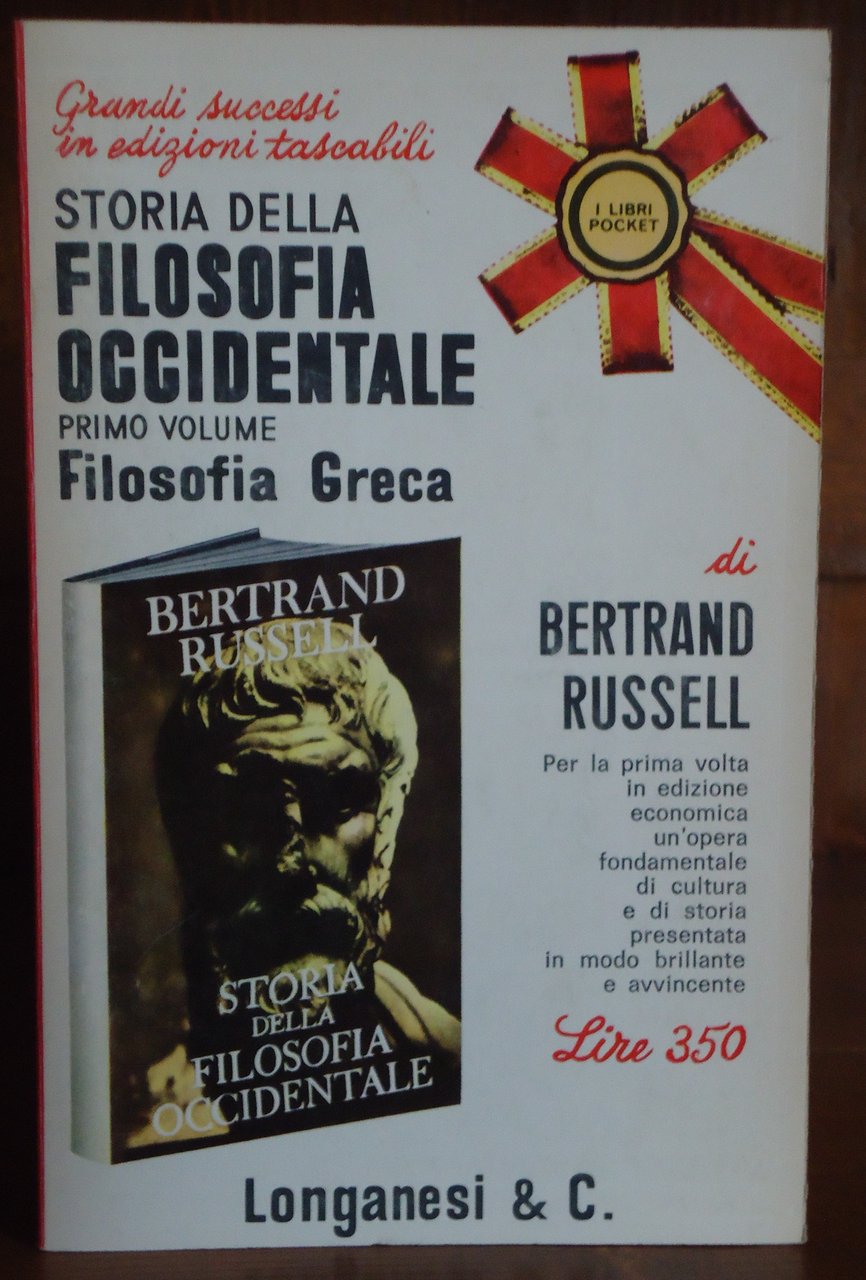 Grandi successi
in edizioni tascabili
I LIBRI
POCKET
STORIA DELLA
FILOSOFIA
OCCIDENTALE
PRIMO VOLUME
Filosofia Greca
BERTRAND
RUSSELL
STORIA
DELLA
FILOSOFIA
OCCIDENTALE
di
BERTRAND
RUSSELL
Per la prima volta
in edizione
economica
un'opera
fondamentale
di cultura
e di storia
presentata
in modo brillante
e avvincente
Lire 350
Longanesi & C.